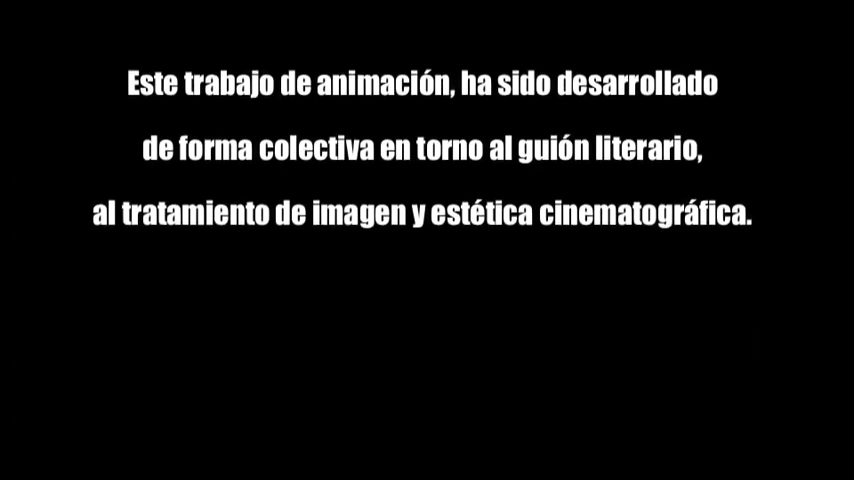 Este trabajo de animación, ha sido desarrollado
de forma colectiva en torno al guión literario,
al tratamiento de imagen y estética cinematográfica.